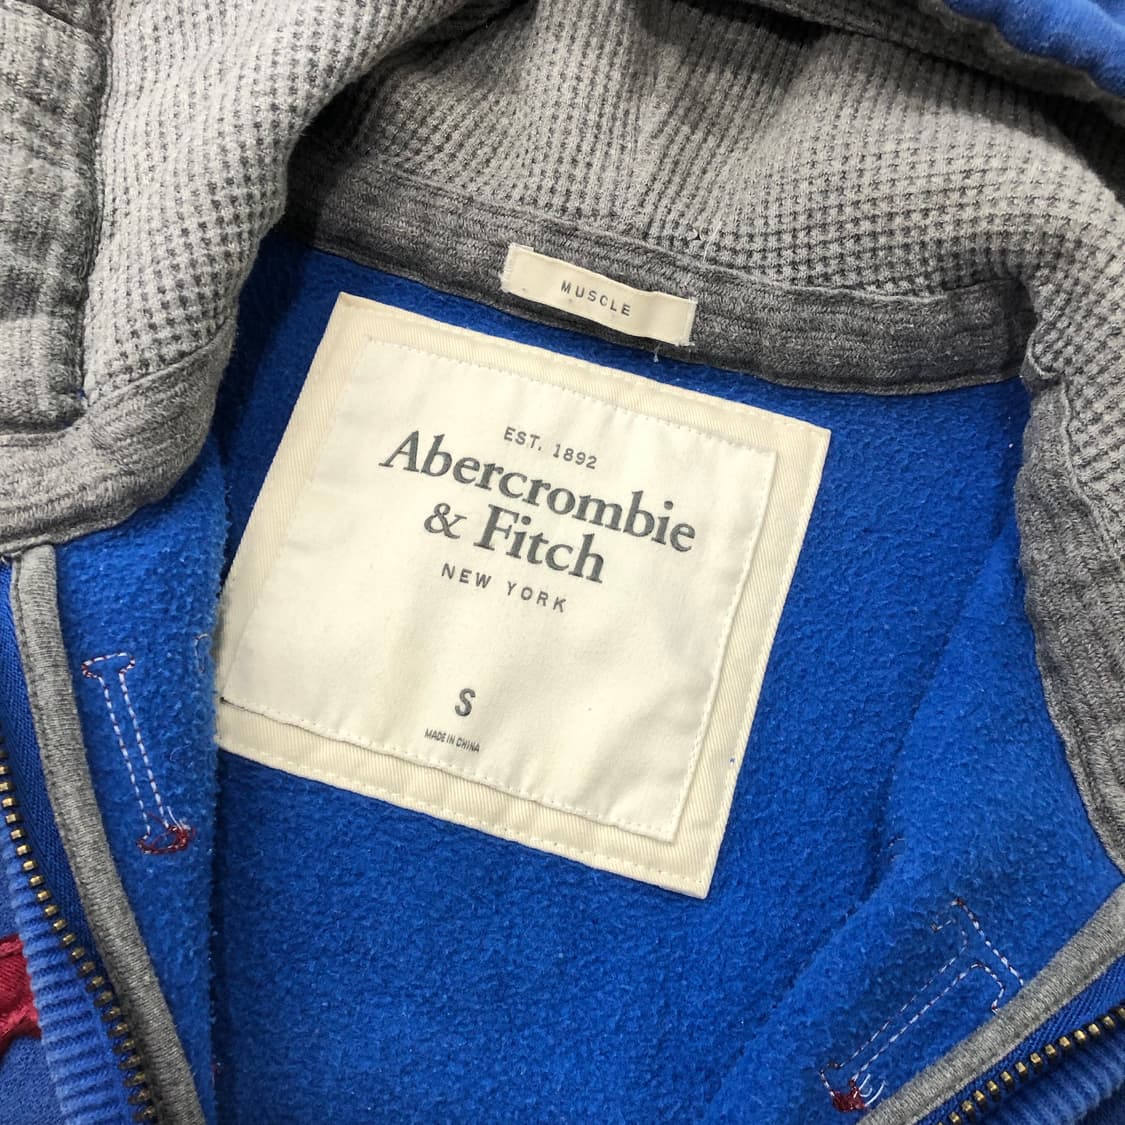 MUSCLE
EST. 1892
Abercrombie
& Fitch
NEW YORK
S
MADE IN CHINA